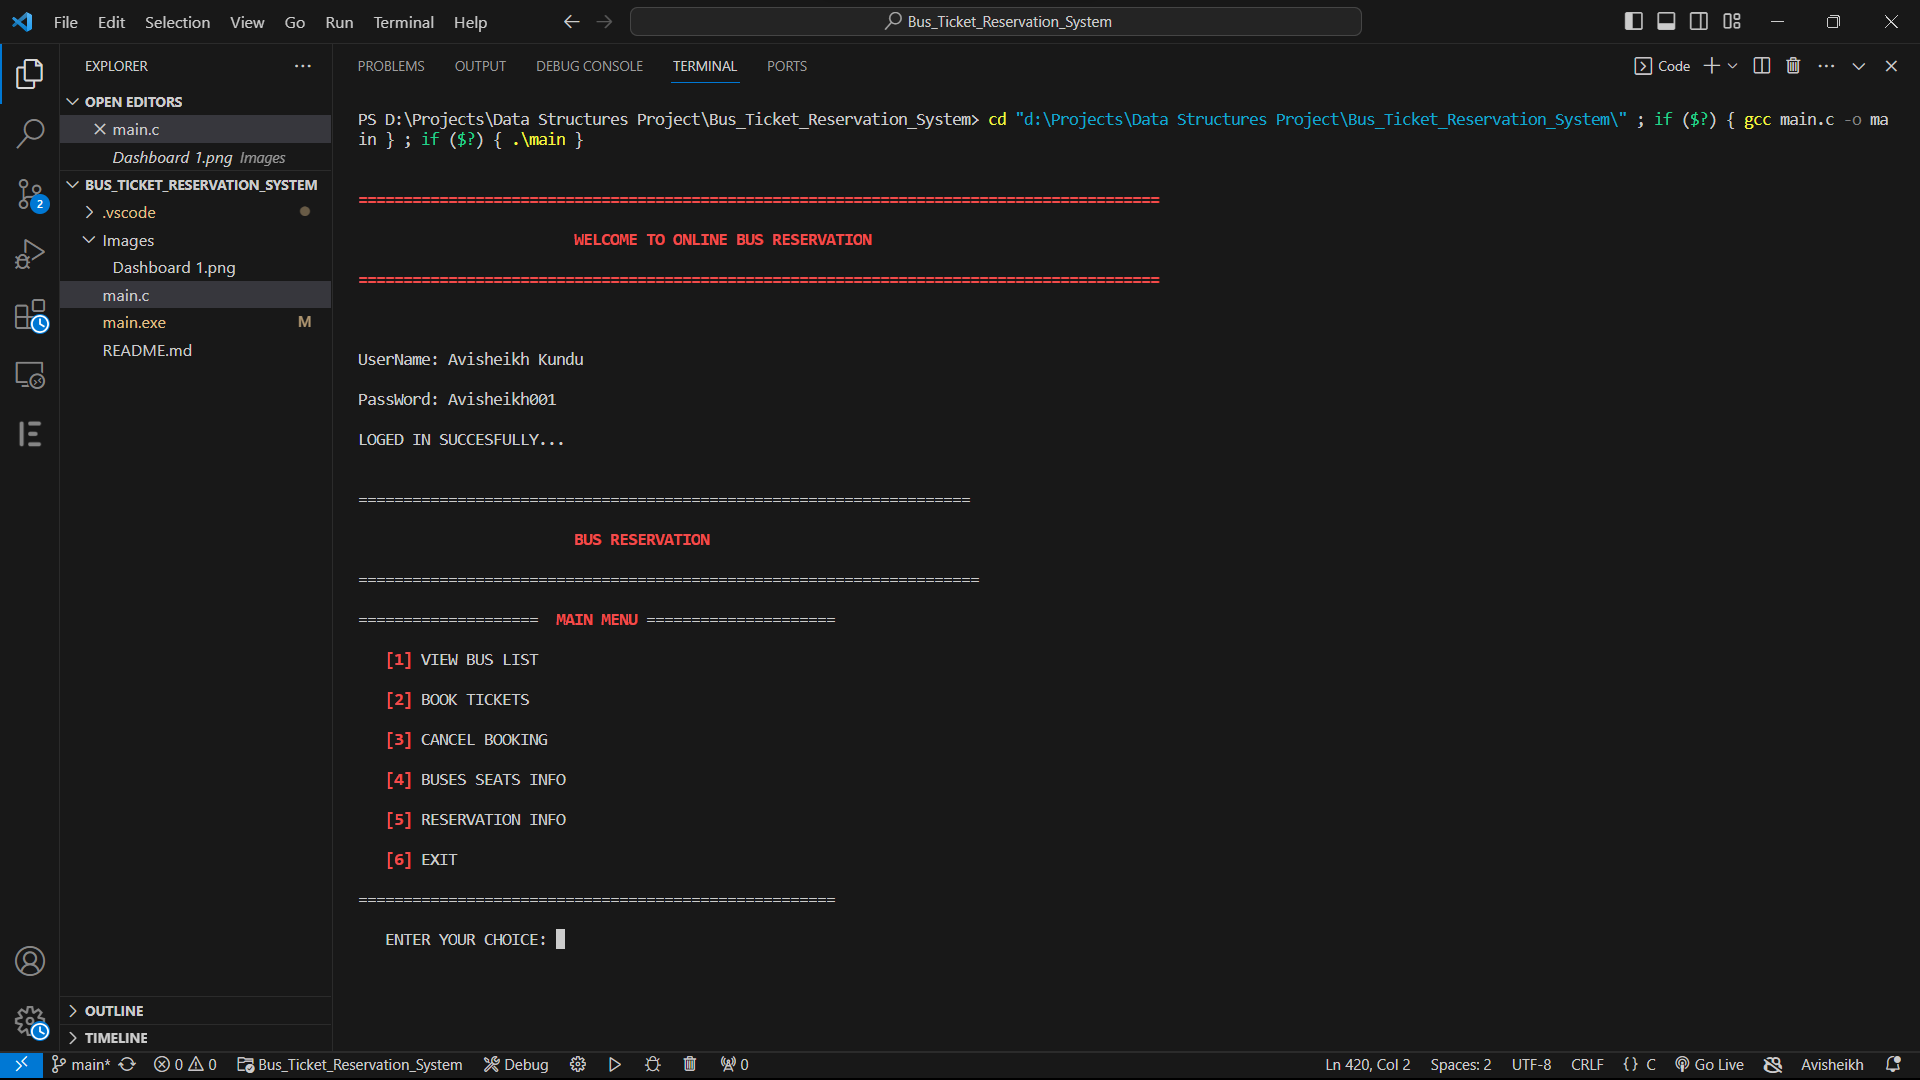 File Edit Selection View Go Run Terminal Help
Bus_Ticket_Reservation_System
EXPLORER
OPEN EDITORS
main.c
Dashboard 1.png Images
BUS_TICKET_RESERVATION_SYSTEM
.vscode
Images
Dashboard 1.png
main.c
main.exe M
README.md
OUTLINE
TIMELINE
2
PROBLEMS OUTPUT DEBUG CONSOLE TERMINAL PORTS
Code
PS D:\Projects\Data Structures Project\Bus_Ticket_Reservation_System> cd "d:\Projects\Data Structures Project\Bus_Ticket_Reservation_System\" ; if ($?) { gcc main.c -o ma
in } ; if ($?) { .\main }
=========================================================================================
WELCOME TO ONLINE BUS RESERVATION
=========================================================================================
UserName: Avisheikh Kundu
PassWord: Avisheikh001
LOGED IN SUCCESFULLY...
====================================================================
BUS RESERVATION
=====================================================================
==================== MAIN MENU =====================
[1] VIEW BUS LIST
[2] BOOK TICKETS
[3] CANCEL BOOKING
[4] BUSES SEATS INFO
[5] RESERVATION INFO
[6] EXIT
=====================================================
ENTER YOUR CHOICE:
main* 0 0 Bus_Ticket_Reservation_System Debug 0 Ln 420, Col 2 Spaces: 2 UTF-8 CRLF {} C Go Live Avisheikh